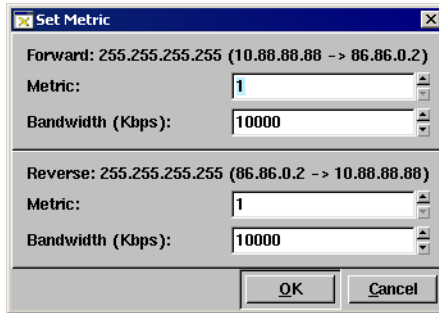 Set Metric
Forward: 255.255.255.255 (10.88.88.88 -> 86.86.0.2)
Metric: 1
Bandwidth (Kbps): 10000
Reverse: 255.255.255.255 (86.86.0.2 -> 10.88.88.88)
Metric: 1
Bandwidth (Kbps): 10000
OK Cancel